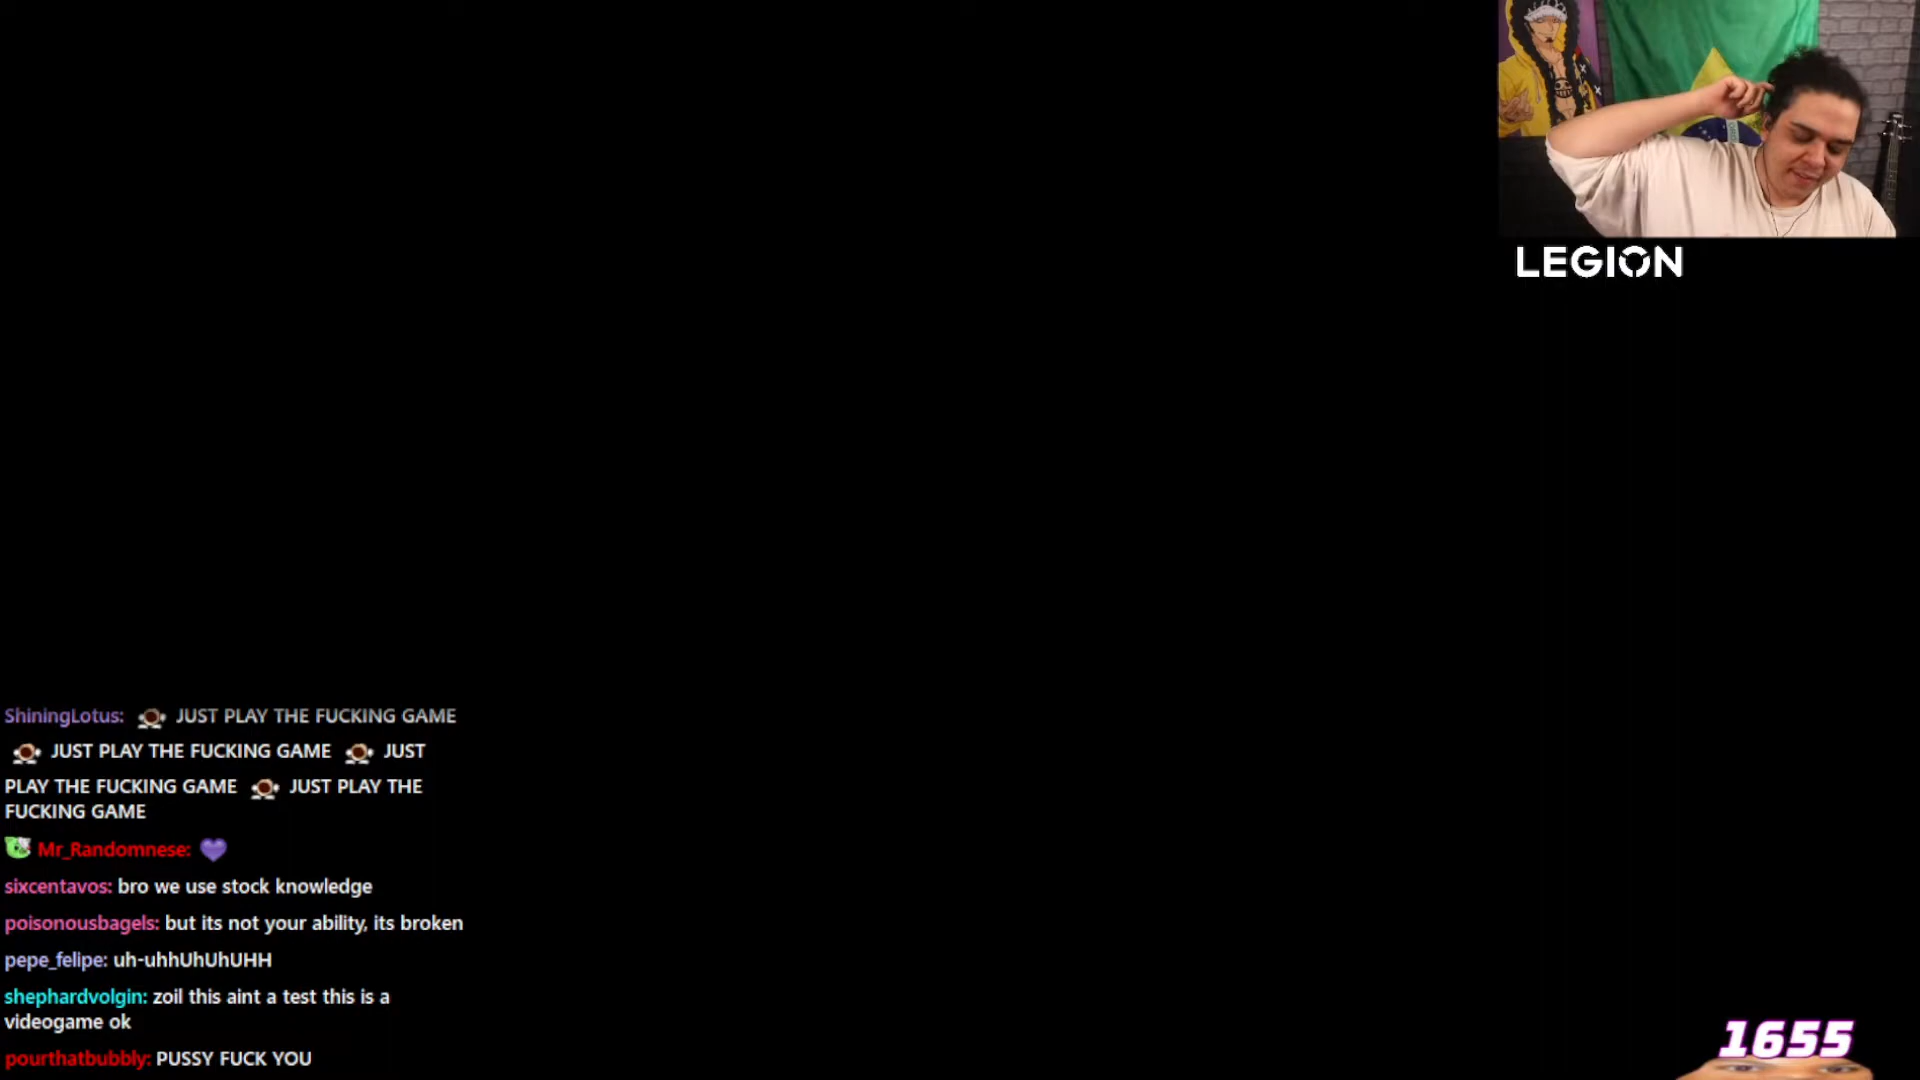 LEGION
ShiningLotus: JUST PLAY THE FUCKING GAME
JUST PLAY THE FUCKING GAME JUST
PLAY THE FUCKING GAME JUST PLAY THE
FUCKING GAME
Mr_Randomnese:
sixcentavos: bro we use stock knowledge
poisonousbagels: but its not your ability, its broken
pepe_felipe: uh-uhhUhUhUHH
shephardvolgin: zoil this aint a test this is a
videogame ok
pourthatbubbly: PUSSY FUCK YOU
1655